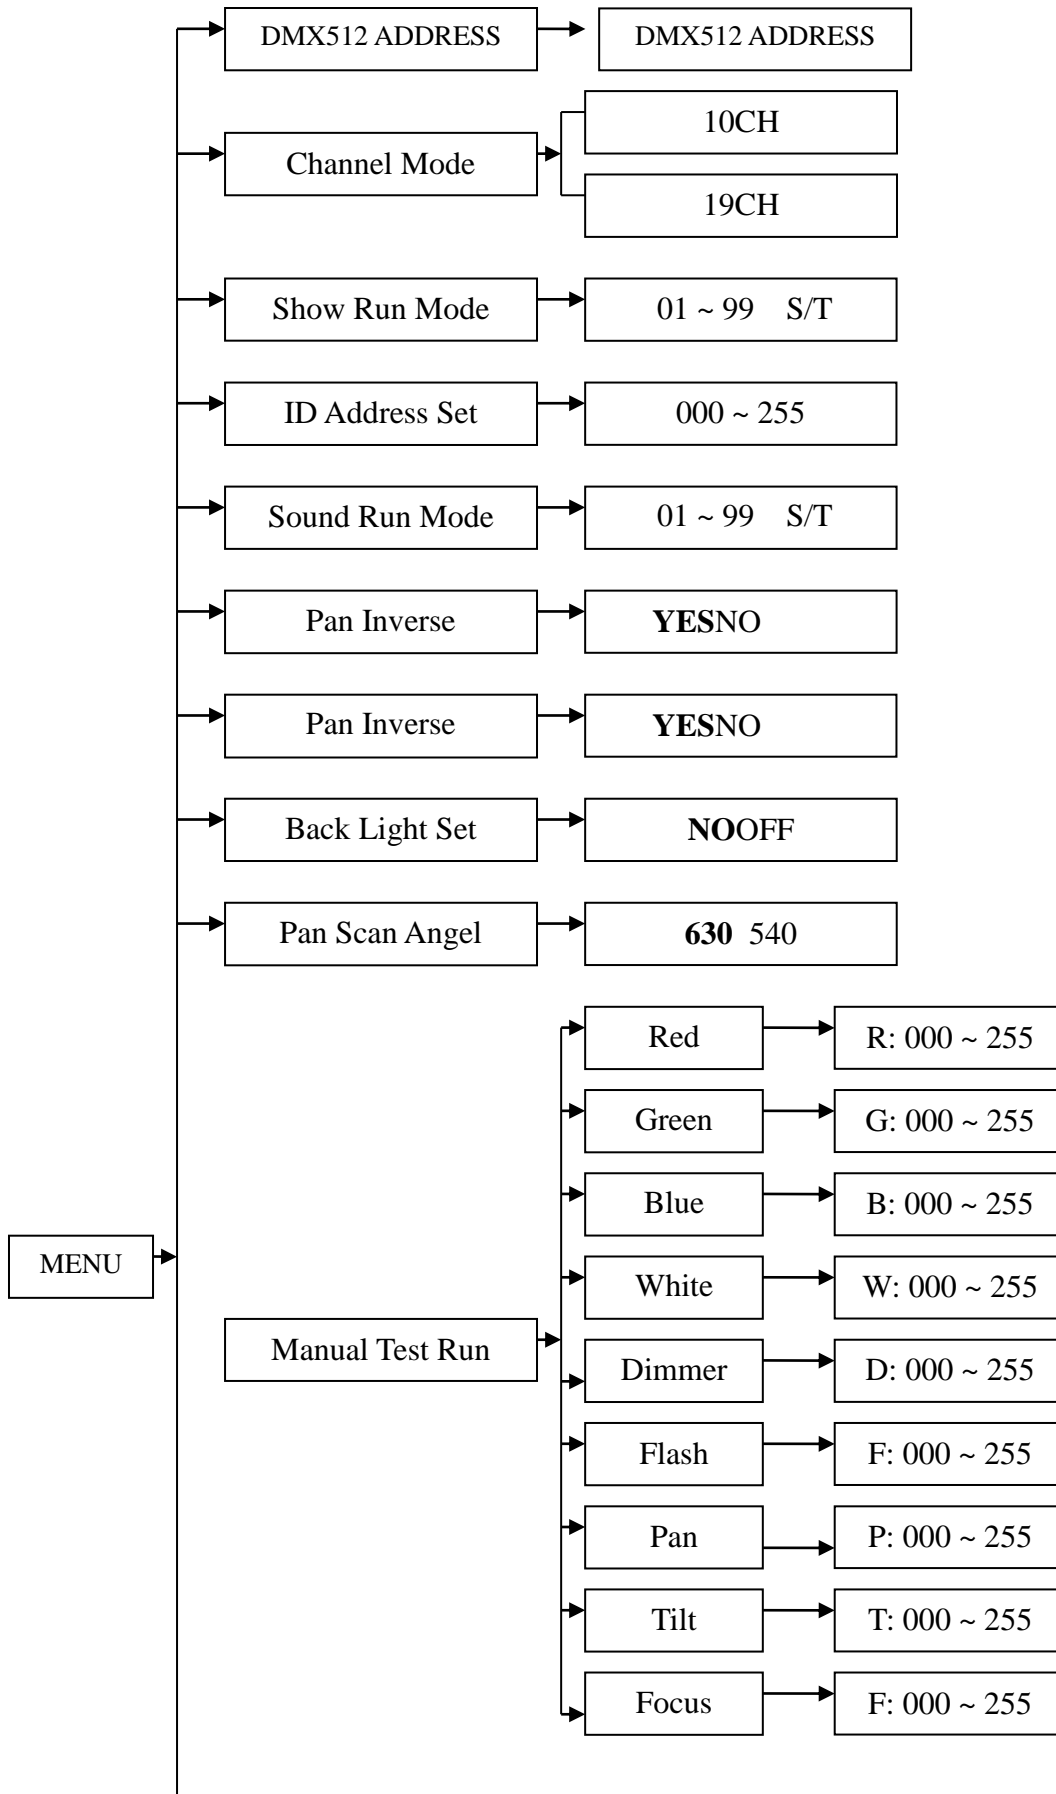 DMX512 ADDRESS
DMX512 ADDRESS
Channel Mode
10CH
19CH
Show Run Mode
01 ~ 99 S/T
ID Address Set
000 ~ 255
Sound Run Mode
01 ~ 99 S/T
Pan Inverse
YESNO
Pan Inverse
YESNO
Back Light Set
NOOFF
Pan Scan Angel
630 540
MENU
Manual Test Run
Red
R: 000 ~ 255
Green
G: 000 ~ 255
Blue
B: 000 ~ 255
White
W: 000 ~ 255
Dimmer
D: 000 ~ 255
Flash
F: 000 ~ 255
Pan
P: 000 ~ 255
Tilt
T: 000 ~ 255
Focus
F: 000 ~ 255